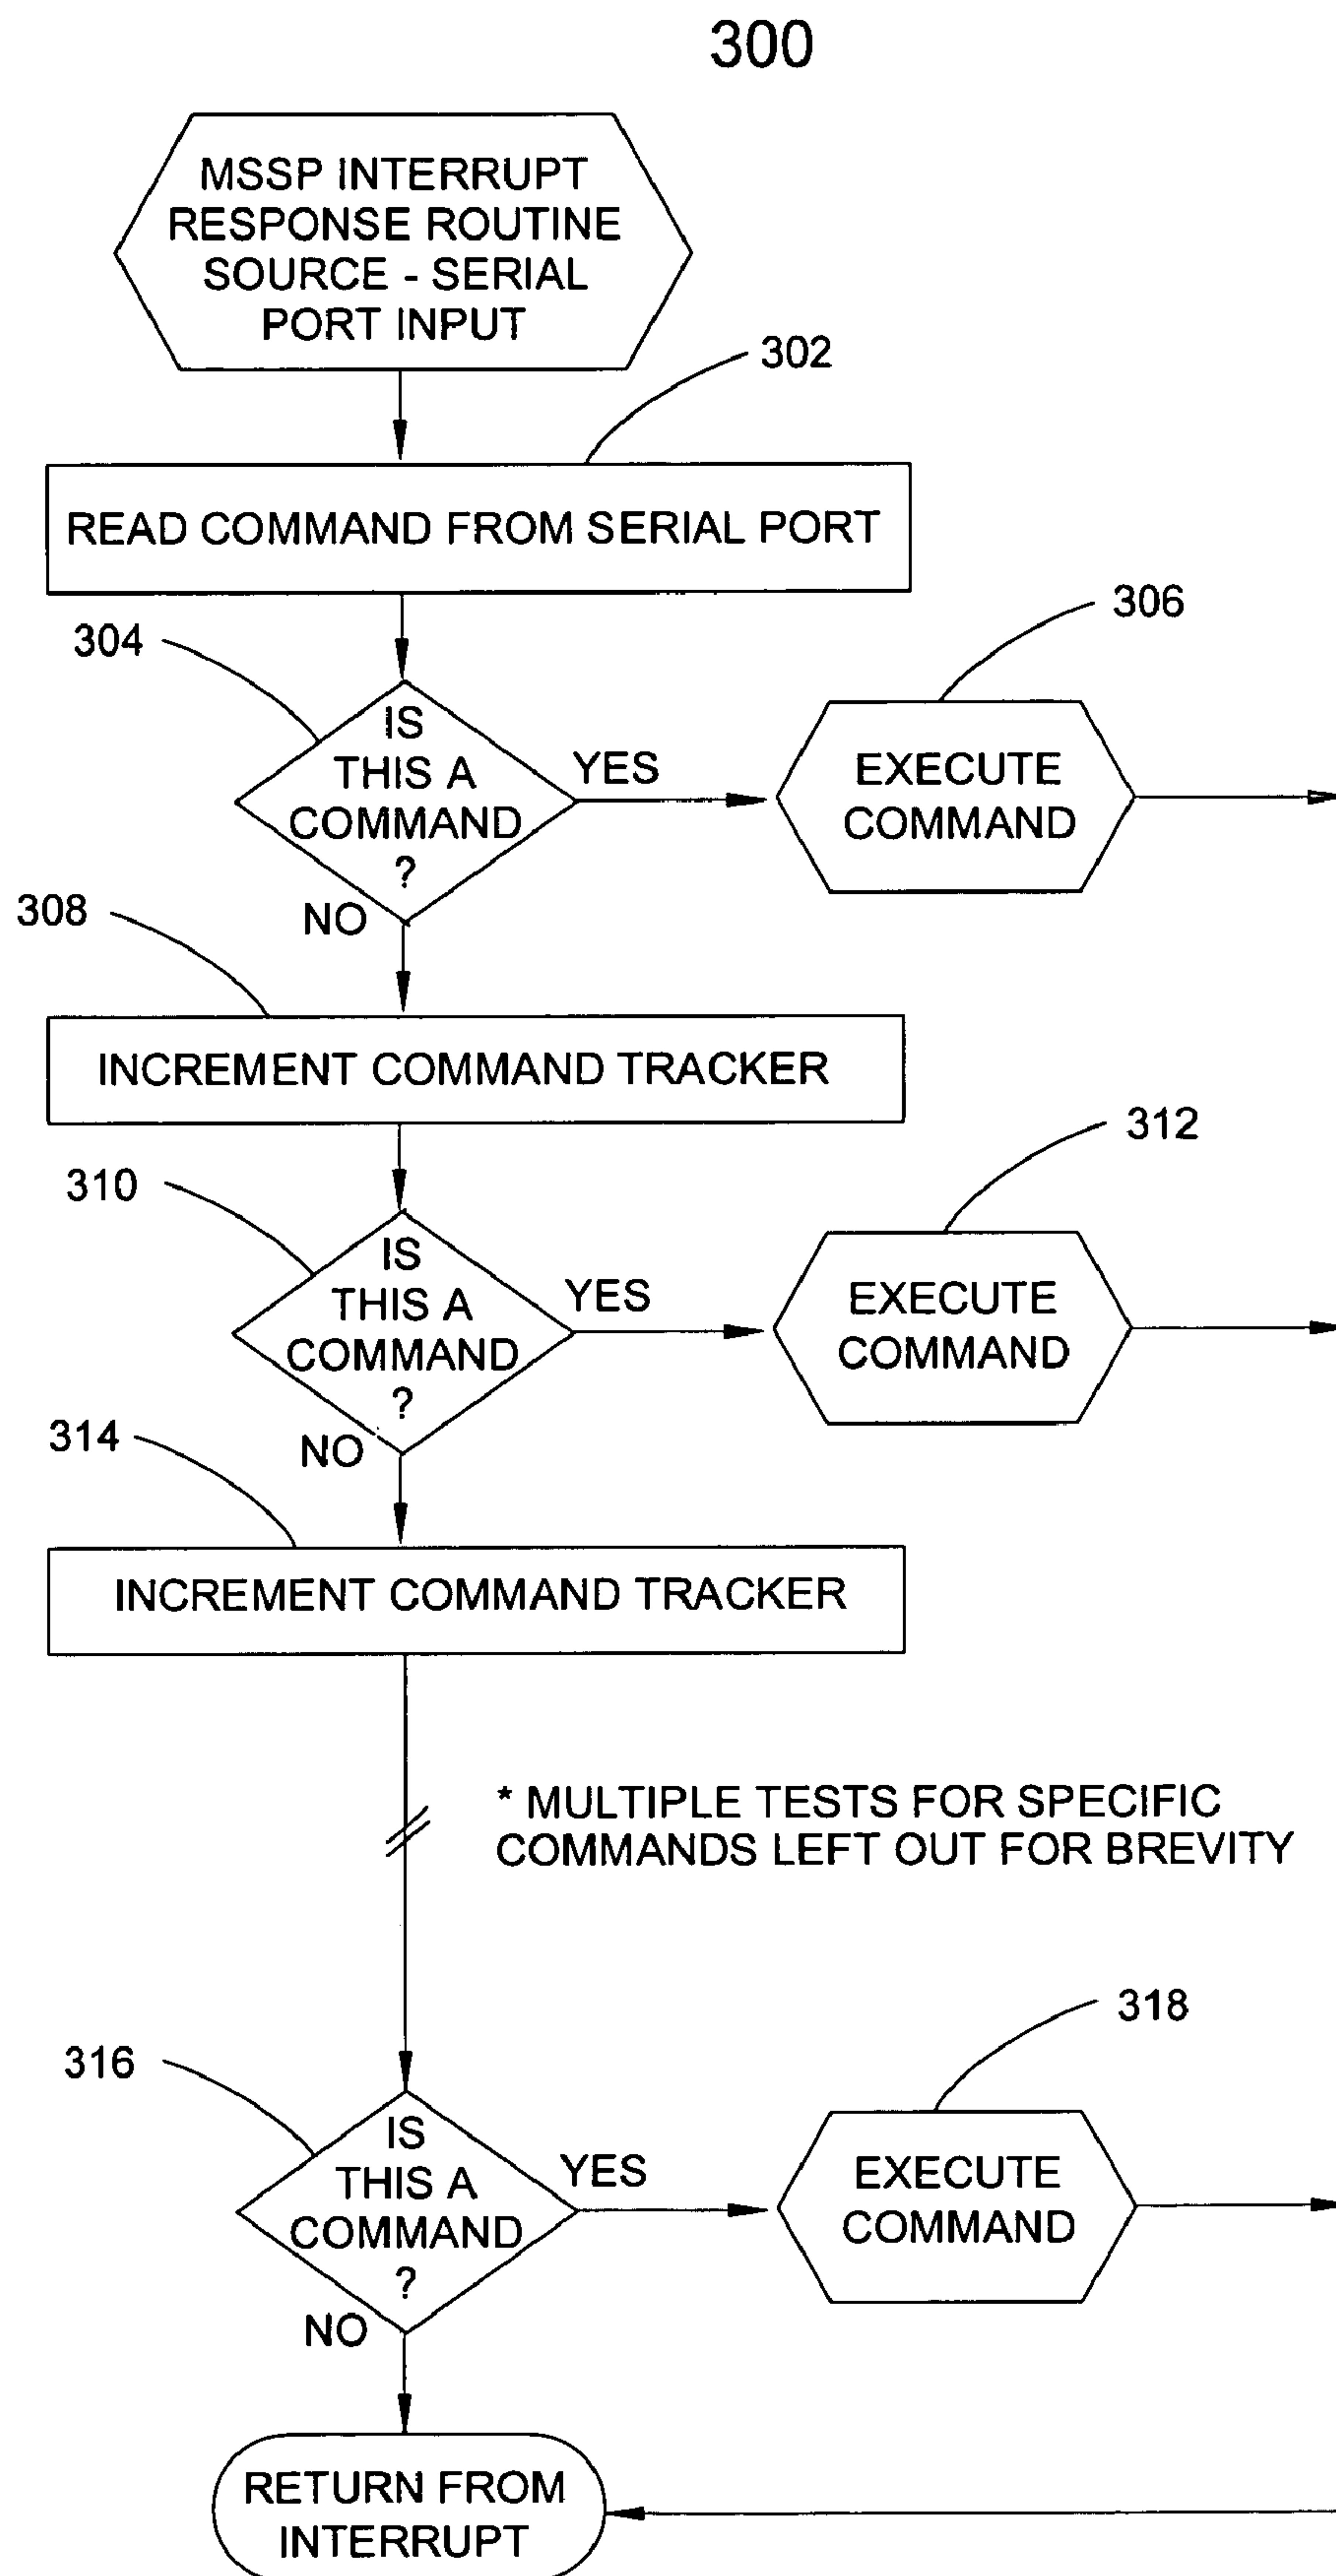 300
MSSP INTERRUPT
RESPONSE ROUTINE
SOURCE - SERIAL
PORT INPUT
302
READ COMMAND FROM SERIAL PORT
304
IS
THIS A
COMMAND
?
YES
NO
306
EXECUTE
COMMAND
308
INCREMENT COMMAND TRACKER
310
IS
THIS A
COMMAND
?
YES
NO
312
EXECUTE
COMMAND
314
INCREMENT COMMAND TRACKER
* MULTIPLE TESTS FOR SPECIFIC
COMMANDS LEFT OUT FOR BREVITY
316
IS
THIS A
COMMAND
?
YES
NO
318
EXECUTE
COMMAND
RETURN FROM
INTERRUPT